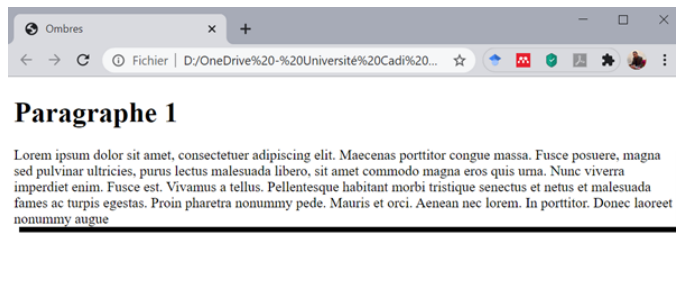 Ombres
Fichier | D:/OneDrive%20-%20Université%20Cadi%20...
Paragraphe 1
Lorem ipsum dolor sit amet, consectetuer adipiscing elit. Maecenas porttitor congue massa. Fusce posuere, magna
sed pulvinar ultricies, purus lectus malesuada libero, sit amet commodo magna eros quis urna. Nunc viverra
imperdiet enim. Fusce est. Vivamus a tellus. Pellentesque habitant morbi tristique senectus et netus et malesuada
fames ac turpis egestas. Proin pharetra nonummy pede. Mauris et orci. Aenean nec lorem. In porttitor. Donec laoreet
nonummy augue